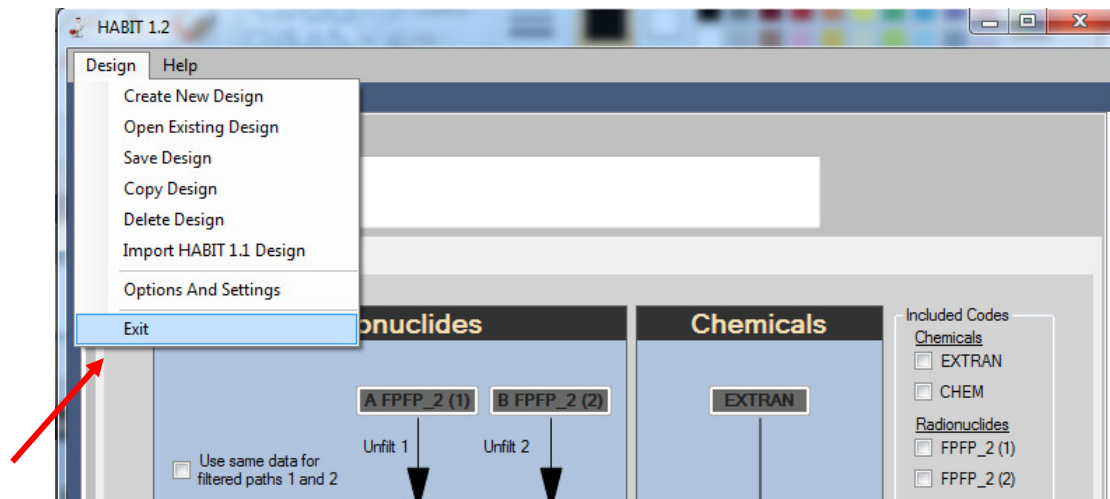 HABIT 1.2
Design Help
Create New Design
Open Existing Design
Save Design
Copy Design
Delete Design
Import HABIT 1.1 Design
Options And Settings
Exit
onuclides
Chemicals
A FPFP_2 (1)
B FPFP_2 (2)
EXTRAN
Unfilt 1
Unfilt 2
Use same data for
filtered paths 1 and 2
Included Codes
Chemicals
EXTRAN
CHEM
Radionuclides
FPFP_2 (1)
FPFP_2 (2)